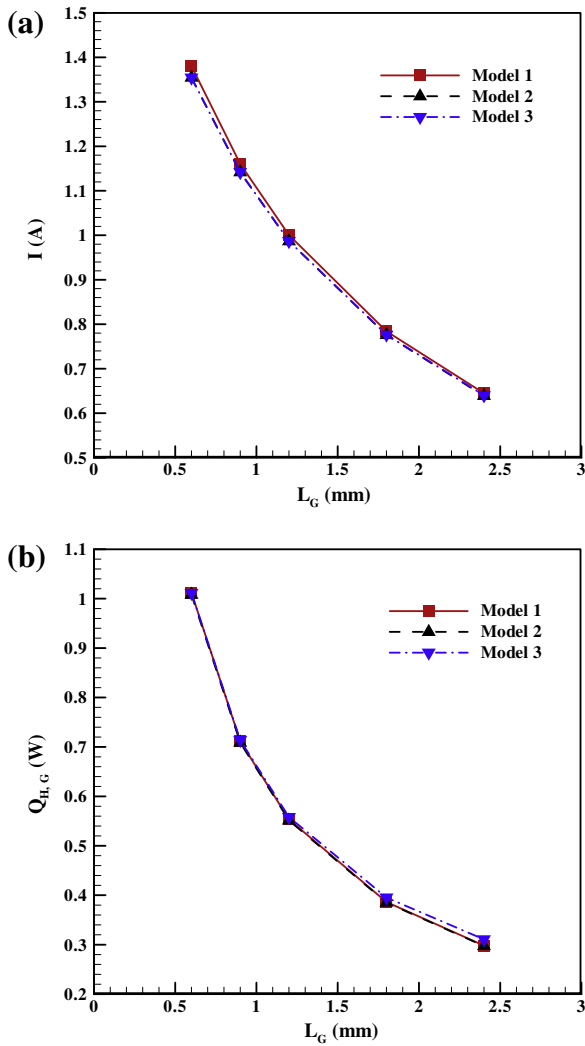 (a)
1.5
1.4
1.3
1.2
1.1
1
0.9
0.8
0.7
0.6
0.5
I (A)
Model 1
Model 2
Model 3
0 0.5 1 1.5 2 2.5 3
L_G (mm)
(b)
1.1
1
0.9
0.8
0.7
0.6
0.5
0.4
0.3
0.2
Q_H, G (W)
Model 1
Model 2
Model 3
0 0.5 1 1.5 2 2.5 3
L_G (mm)